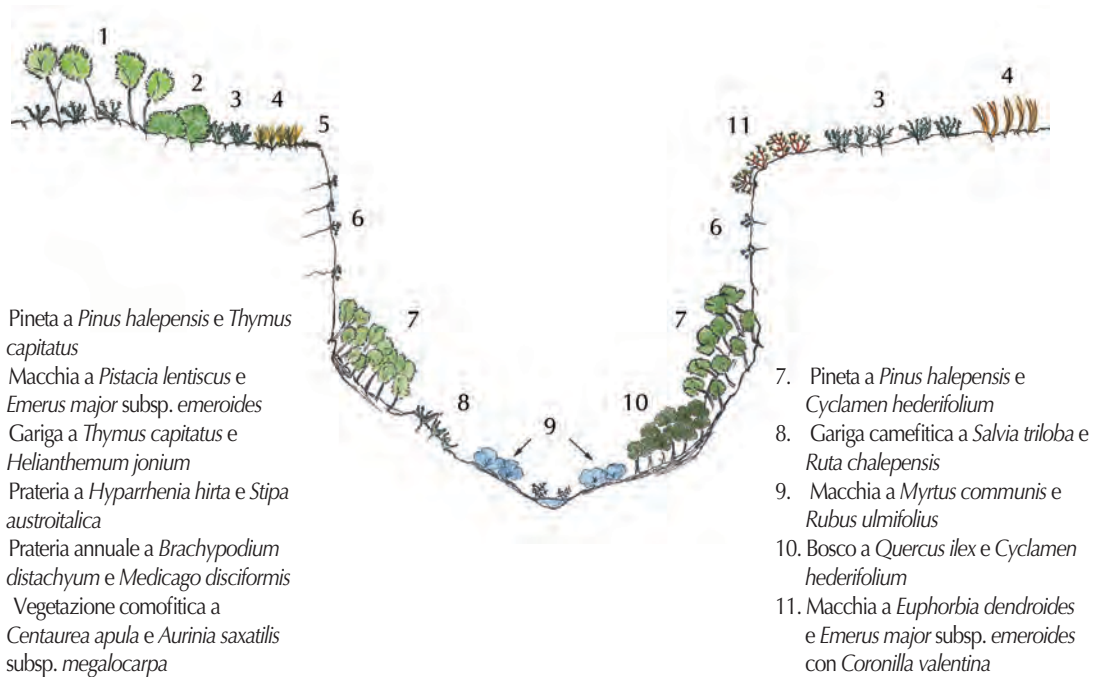 1
2
3
4
5
6
7
8
9
10
11
6
7
3
4
Pineta a Pinus halepensis e Thymus
capitatus
Macchia a Pistacia lentiscus e
Emerus major subsp. emeroides
Gariga a Thymus capitatus e
Helianthemum jonium
Prateria a Hyparrhenia hirta e Stipa
austroitalica
Prateria annuale a Brachypodium
distachyum e Medicago disciformis
Vegetazione comofitica a
Centaurea apula e Aurinia saxatilis
subsp. megalocarpa
7. Pineta a Pinus halepensis e
Cyclamen hederifolium
8. Gariga camefitica a Salvia triloba e
Ruta chalepensis
9. Macchia a Myrtus communis e
Rubus ulmifolius
10. Bosco a Quercus ilex e Cyclamen
hederifolium
11. Macchia a Euphorbia dendroides
e Emerus major subsp. emeroides
con Coronilla valentina